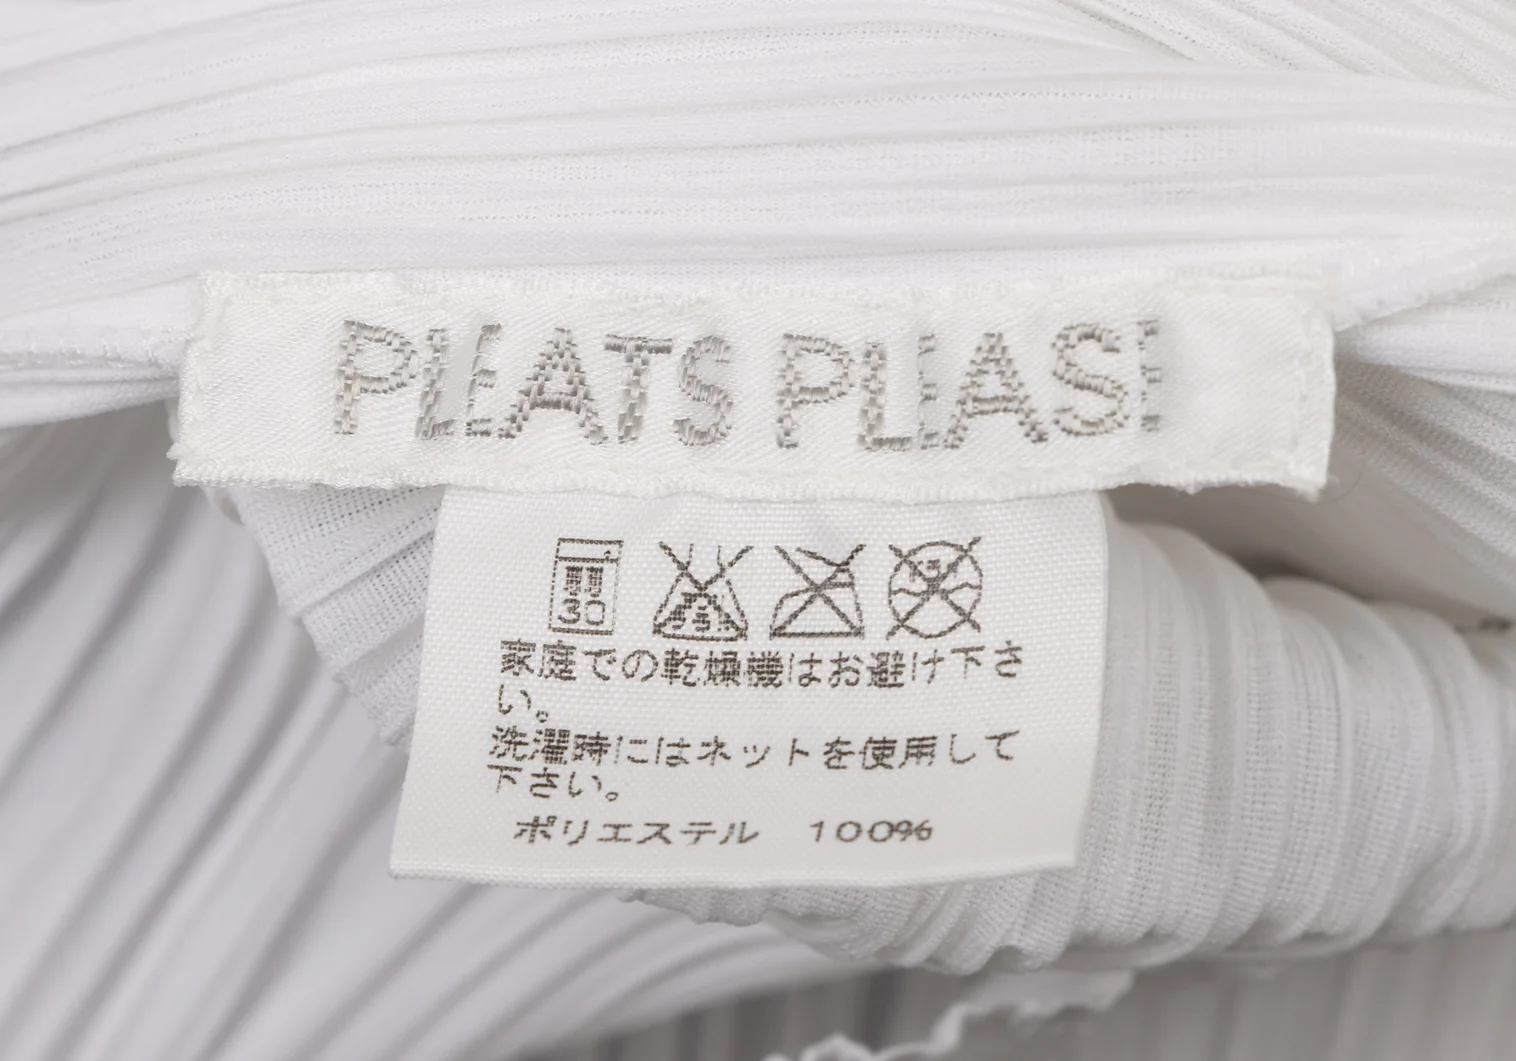 PLEATS PLEASE
30
家庭での乾燥機はお避け下さ
い。
洗濯時にはネットを使用して
下さい。
ポリエステル 100%